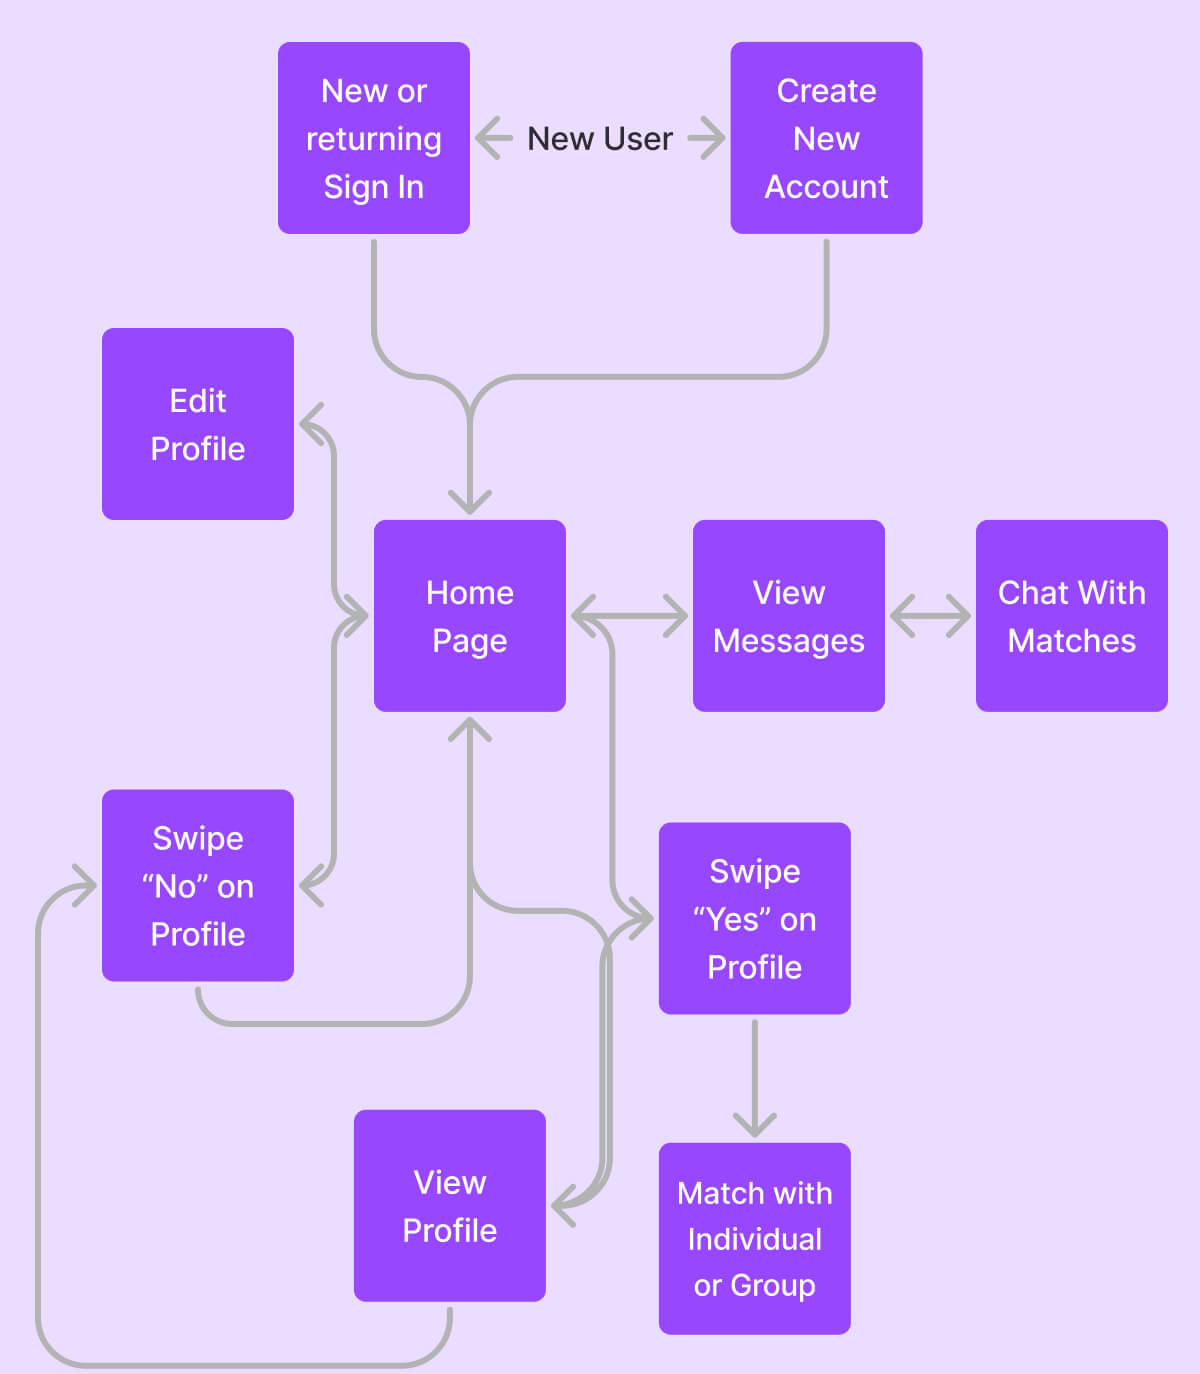 New or
returning
Sign In
New User
Create
New
Account
Edit
Profile
Home
Page
View
Messages
Chat With
Matches
Swipe
“No” on
Profile
Swipe
“Yes” on
Profile
View
Profile
Match with
Individual
or Group